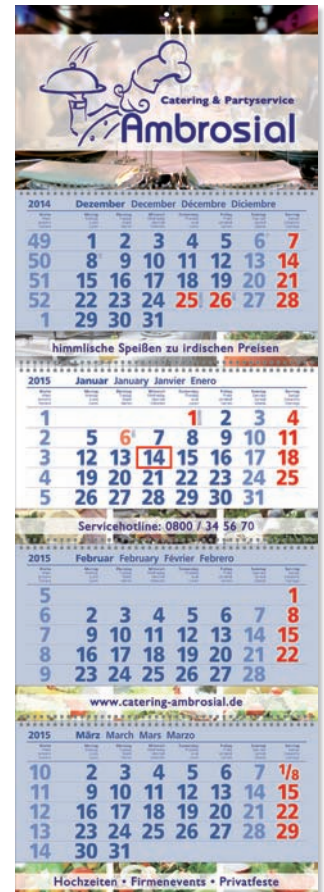 Catering & Partyservice
Ambrosial
2014 Dezember December Décembre Diciembre
49 1 2 3 4 5 6 7
50 8 9 10 11 12 13 14
51 15 16 17 18 19 20 21
52 22 23 24 25 26 27 28
1 29 30 31
himmlische Speißen zu irdischen Preisen
2015 Januar January Janvier Enero
1 1 2 3 4
2 5 6 7 8 9 10 11
3 12 13 14 15 16 17 18
4 19 20 21 22 23 24 25
5 26 27 28 29 30 31
Servicehotline: 0800 / 34 56 70
2015 Februar February Février Febrero
5 1
6 2 3 4 5 6 7 8
7 9 10 11 12 13 14 15
8 16 17 18 19 20 21 22
9 23 24 25 26 27 28
www.catering-ambrosial.de
2015 März March Mars Marzo
10 2 3 4 5 6 7 1/8
11 9 10 11 12 13 14 15
12 16 17 18 19 20 21 22
13 23 24 25 26 27 28 29
14 30 31
Hochzeiten • Firmenevents • Privatfeste